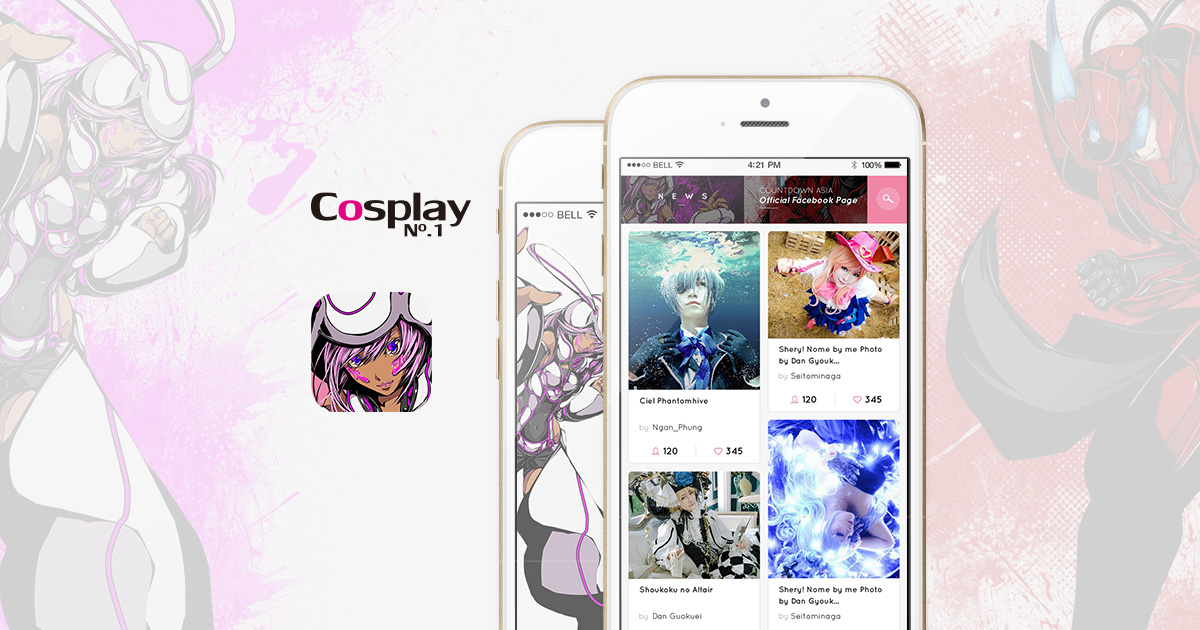 Cosplay
Nº.1
BELL
BELL
4:21 PM
100%
NEWS
COUNTDOWN ASIA
Official Facebook Page
Ciel Phantomhive
by Ngan_Phung
120
345
Shoukoku no Altair
by Dan Guokuei
Shery! Nome by me Photo
by Dan Gyouk...
by Seitominaga
120
345
Shery! Nome by me Photo
by Dan Gyouk...
by Seitominaga